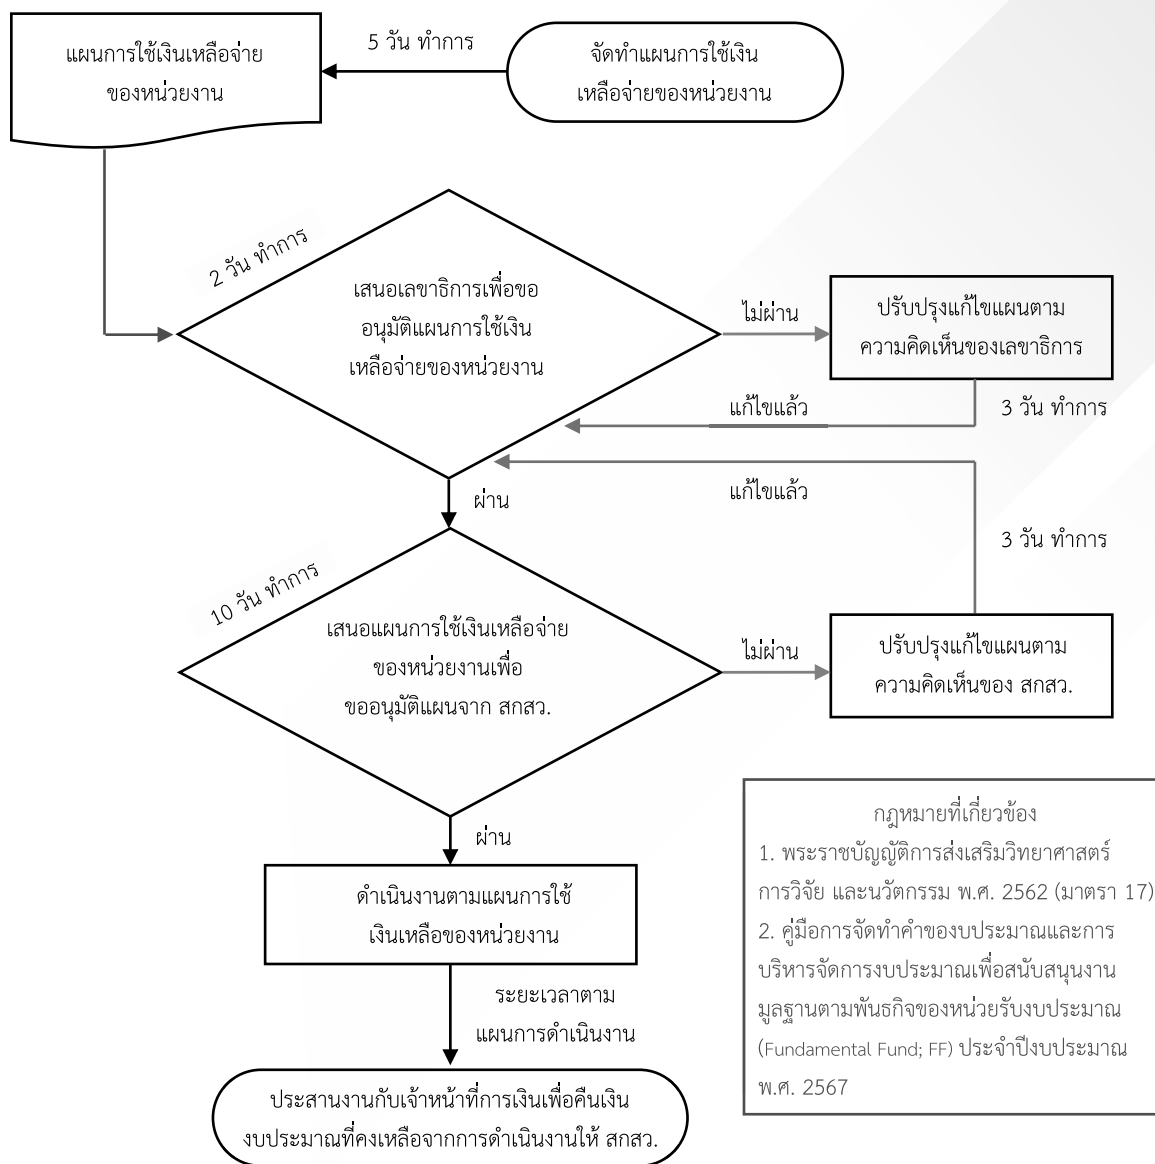 แผนการใช้เงินเหลือจ่าย
ของหน่วยงาน
5 วัน ทำการ
จัดทำแผนการใช้เงิน
เหลือจ่ายของหน่วยงาน
2 วัน ทำการ
เสนอเลขาธิการเพื่อขอ
อนุมัติแผนการใช้เงิน
เหลือจ่ายของหน่วยงาน
ไม่ผ่าน
ปรับปรุงแก้ไขแผนตาม
ความคิดเห็นของเลขาธิการ
แก้ไขแล้ว
3 วัน ทำการ
ผ่าน
แก้ไขแล้ว
3 วัน ทำการ
10 วัน ทำการ
เสนอแผนการใช้เงินเหลือจ่าย
ของหน่วยงานเพื่อ
ขออนุมัติแผนจาก สกสว.
ไม่ผ่าน
ปรับปรุงแก้ไขแผนตาม
ความคิดเห็นของ สกสว.
ผ่าน
ดำเนินงานตามแผนการใช้
เงินเหลือของหน่วยงาน
ระยะเวลาตาม
แผนการดำเนินงาน
ประสานงานกับเจ้าหน้าที่การเงินเพื่อคืนเงิน
งบประมาณที่คงเหลือจากการดำเนินงานให้ สกสว.
กฎหมายที่เกี่ยวข้อง
1. พระราชบัญญัติการส่งเสริมวิทยาศาสตร์
การวิจัย และนวัตกรรม พ.ศ. 2562 (มาตรา 17)
2. คู่มือการจัดทำคำของบประมาณและการ
บริหารจัดการงบประมาณเพื่อสนับสนุนงาน
มูลฐานตามพันธกิจของหน่วยรับงบประมาณ
(Fundamental Fund; FF) ประจำปีงบประมาณ
พ.ศ. 2567